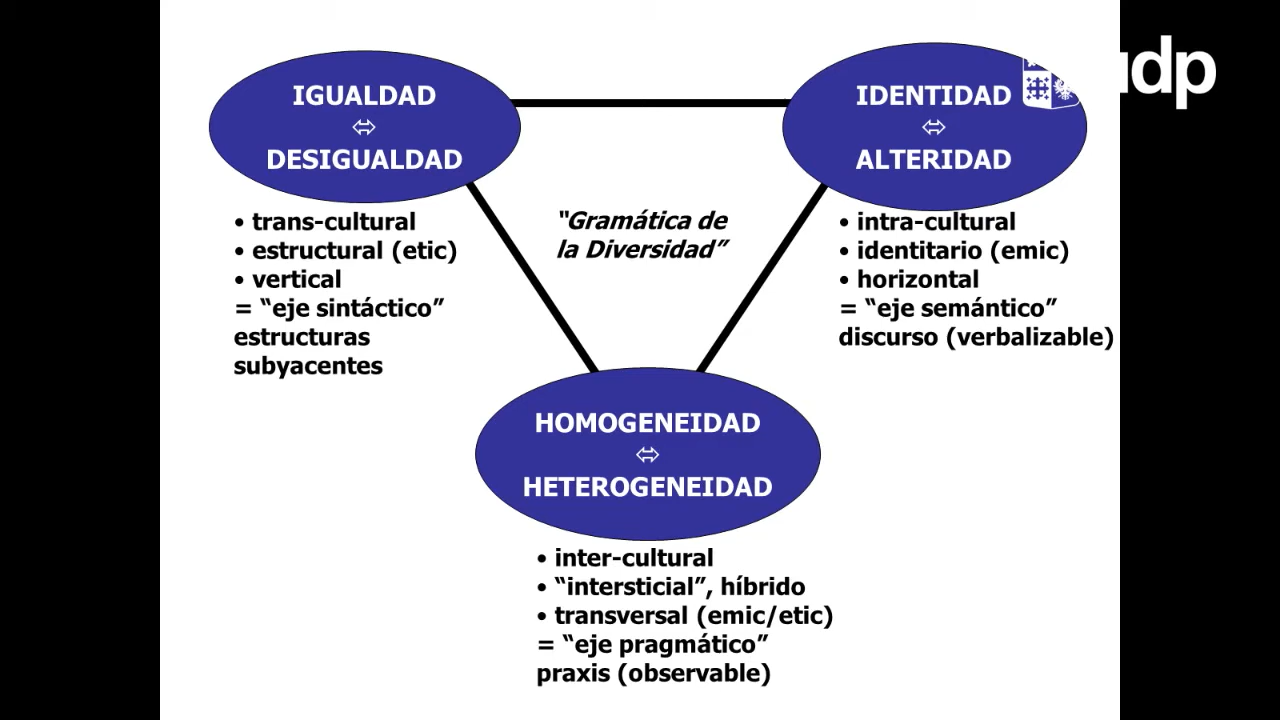 IGUALDAD
⬄
DESIGUALDAD
• trans-cultural
• estructural (etic)
• vertical
= “eje sintáctico”
estructuras
subyacentes
"Gramática de
la Diversidad”
IDENTIDAD
⬄
ALTERIDAD
• intra-cultural
• identitario (emic)
• horizontal
= “eje semántico”
discurso (verbalizable)
HOMOGENEIDAD
⬄
HETEROGENEIDAD
• inter-cultural
• “intersticial”, híbrido
• transversal (emic/etic)
= “eje pragmático”
praxis (observable)
udp